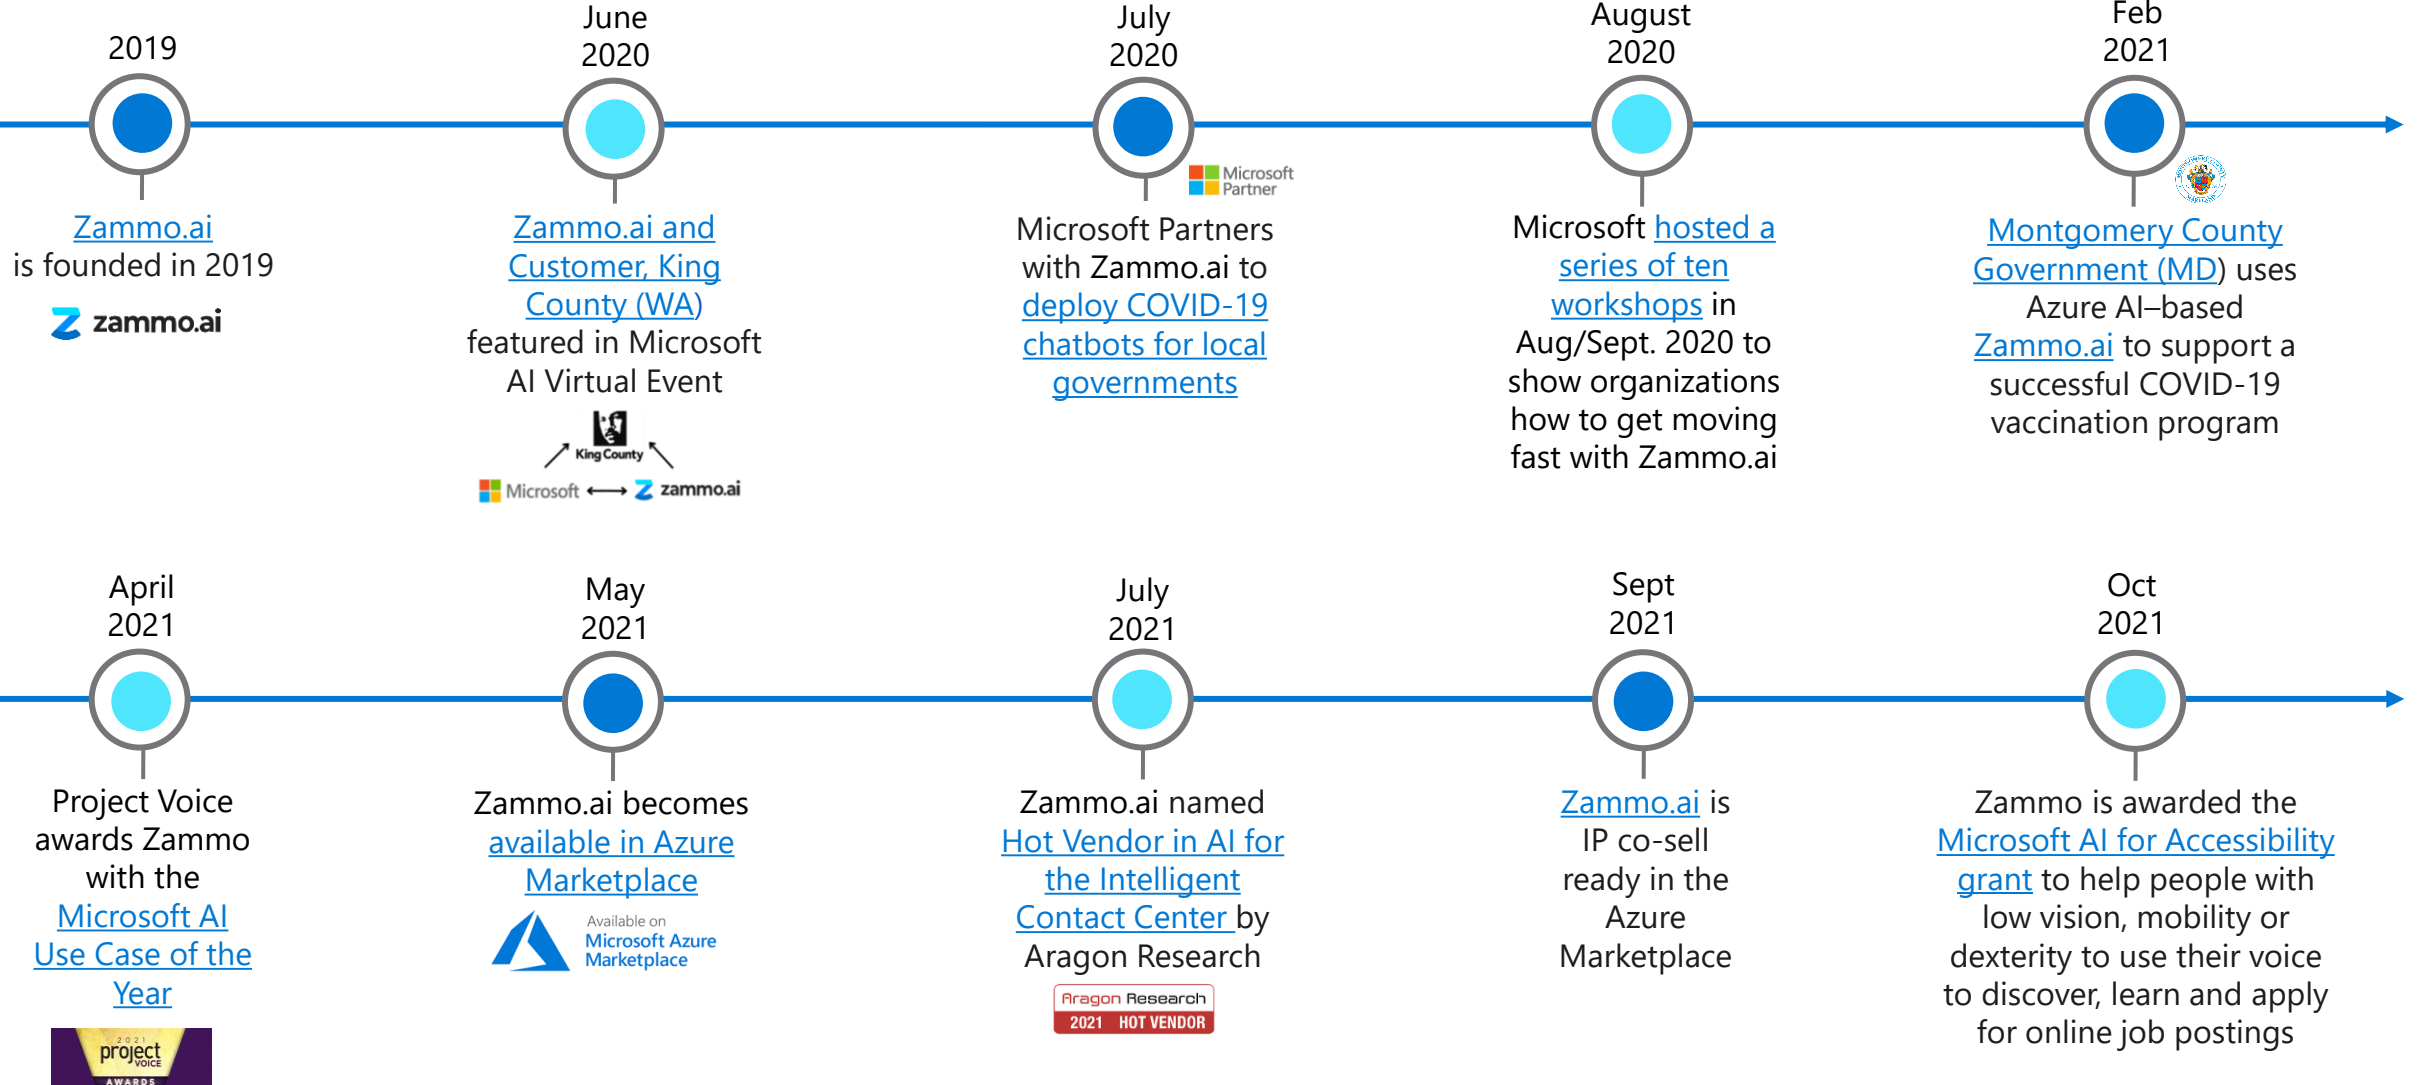 2019
June
2020
July
2020
August
2020
Feb
2021
Zammo.ai
is founded in 2019
zammo.ai
Zammo.ai and
Customer, King
County (WA)
featured in Microsoft
AI Virtual Event
King County
Microsoft
zammo.ai
Microsoft
Partner
Microsoft Partners
with Zammo.ai to
deploy COVID-19
chatbots for local
governments
Microsoft hosted a
series of ten
workshops in
Aug/Sept. 2020 to
show organizations
how to get moving
fast with Zammo.ai
Montgomery County
Government (MD) uses
Azure AI–based
Zammo.ai to support a
successful COVID-19
vaccination program
April
2021
May
2021
July
2021
Sept
2021
Oct
2021
Project Voice
awards Zammo
with the
Microsoft AI
Use Case of the
Year
2021
project
VOICE
AWARDS
Zammo.ai becomes
available in Azure
Marketplace
Available on
Microsoft Azure
Marketplace
Zammo.ai named
Hot Vendor in AI for
the Intelligent
Contact Center by
Aragon Research
Aragon Research
2021 HOT VENDOR
Zammo.ai is
IP co-sell
ready in the
Azure
Marketplace
Zammo is awarded the
Microsoft AI for Accessibility
grant to help people with
low vision, mobility or
dexterity to use their voice
to discover, learn and apply
for online job postings